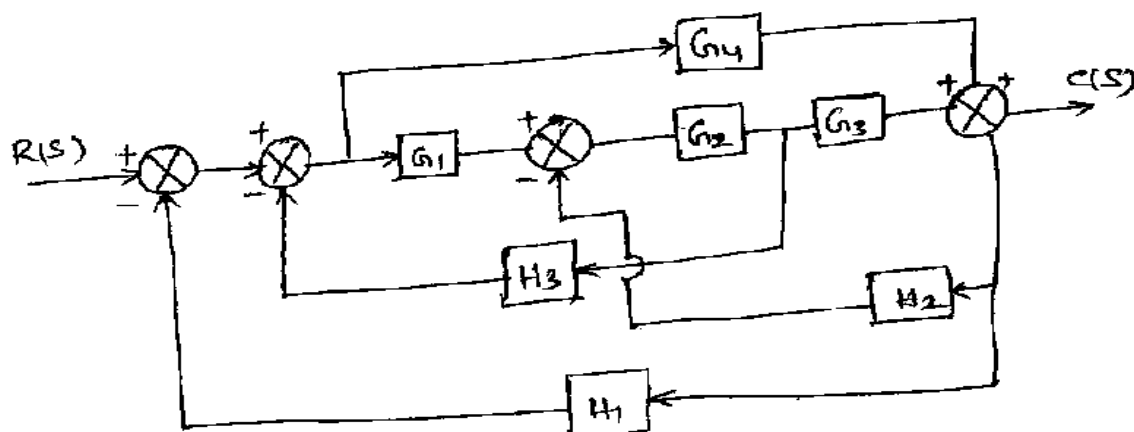 G4
C(S)
R(S)
+
-
+
-
G1
+
-
G2
G3
+
+
H3
H2
H1